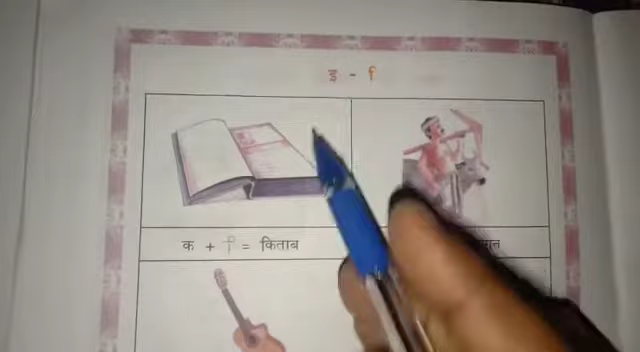 इ - ि
क + ि = किताब